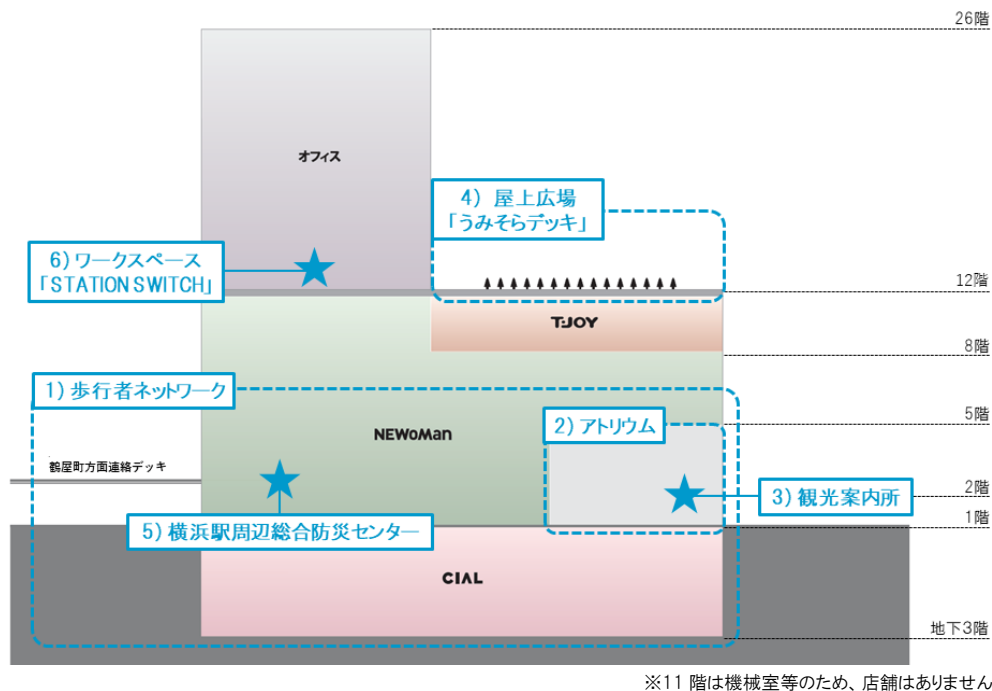 26階
オフィス
4) 屋上広場
「うみそらデッキ」
6)ワークスペース
「STATION SWITCH」
12階
T・JOY
8階
1)歩行者ネットワーク
5階
2)アトリウム
NEWoMan
鶴屋町方面連絡デッキ
2階
3)観光案内所
1階
5)横浜駅周辺総合防災センター
CIAL
地下3階
※11 階は機械室等のため、店舗はありません